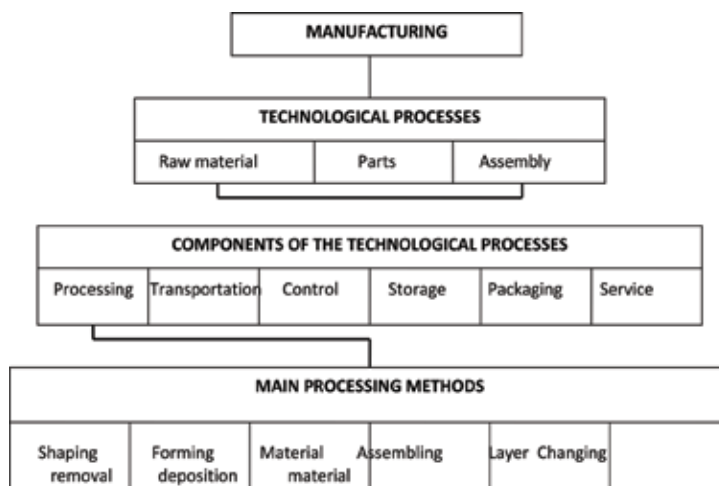 MANUFACTURING
TECHNOLOGICAL PROCESSES
Raw material Parts Assembly
COMPONENTS OF THE TECHNOLOGICAL PROCESSES
Processing Transportation Control Storage Packaging Service
MAIN PROCESSING METHODS
Shaping Forming Material Assembling Layer Changing
removal deposition material